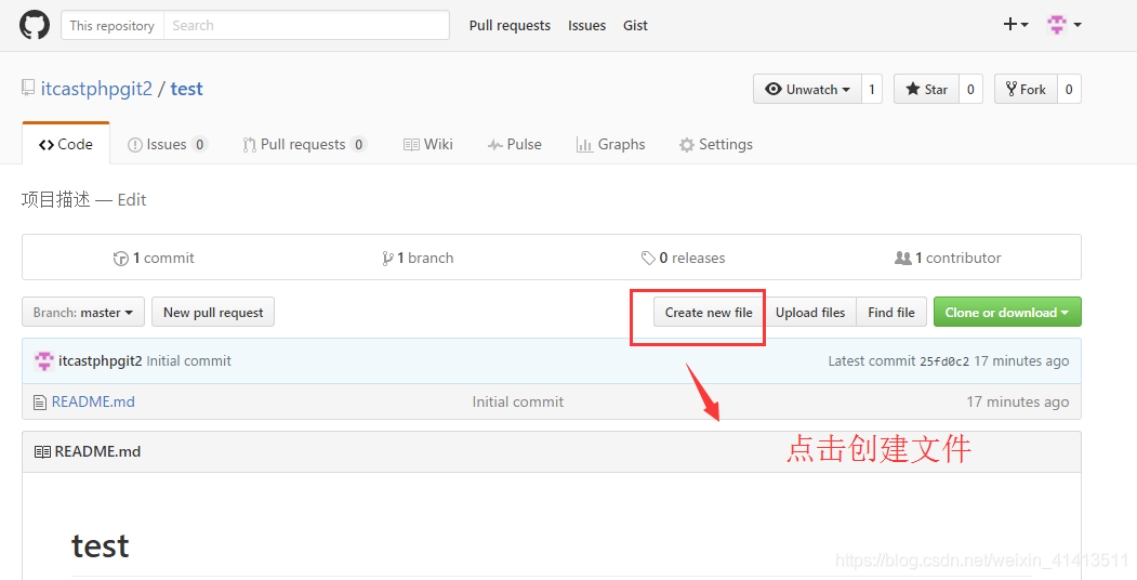 This repository Search Pull requests Issues Gist
itcastphpgit2 / test Unwatch 1 Star 0 Fork 0
Code Issues 0 Pull requests 0 Wiki Pulse Graphs Settings
项目描述 — Edit
1 commit 1 branch 0 releases 1 contributor
Branch: master New pull request Create new file Upload files Find file Clone or download
itcastphpgit2 Initial commit Latest commit 25fd0c2 17 minutes ago
README.md Initial commit 17 minutes ago
点击创建文件
README.md
test
https://blog.csdn.net/weixin_41413511